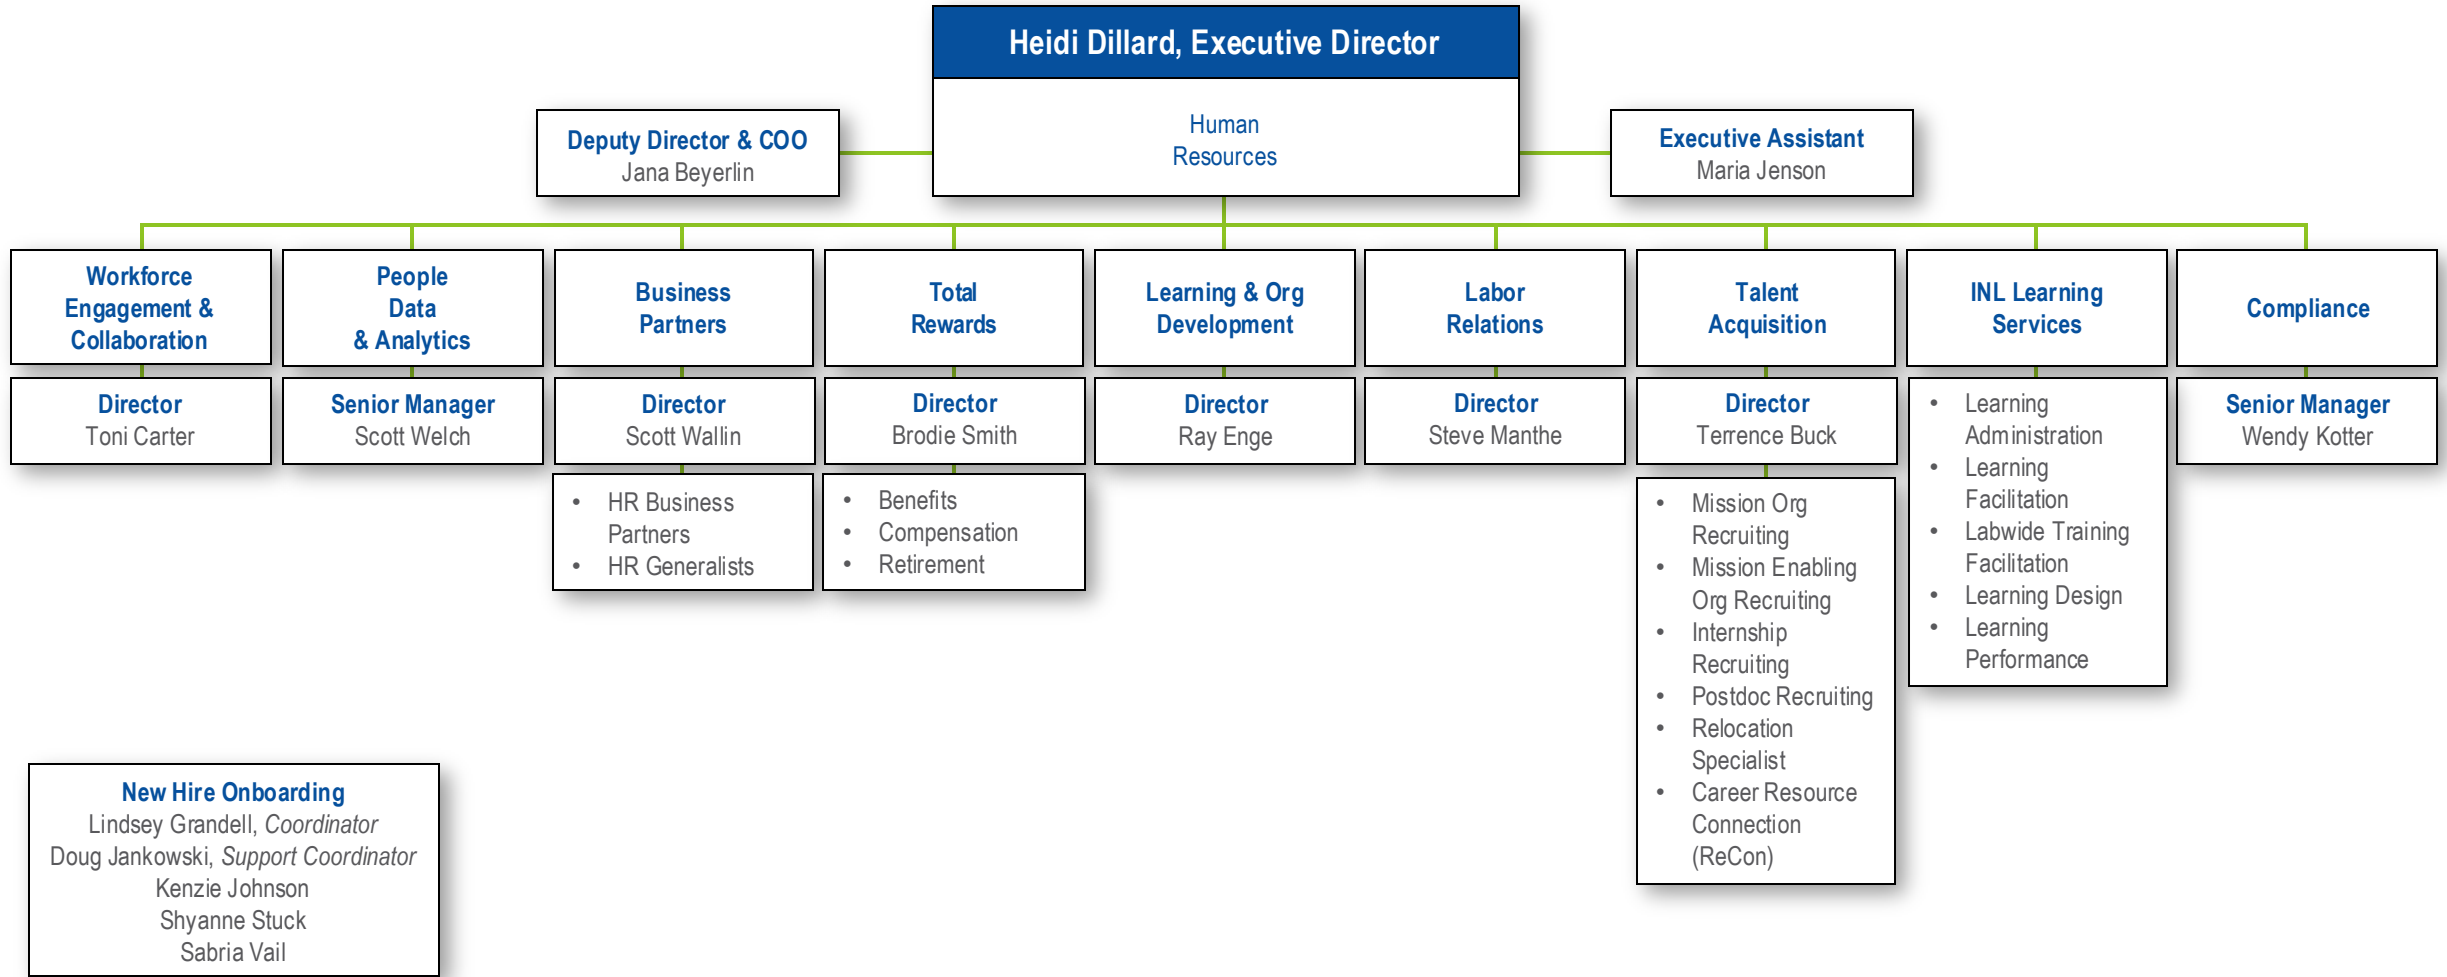 Heidi Dillard, Executive Director
Human
Resources
Deputy Director & COO
Jana Beyerlin
Executive Assistant
Maria Jenson
Workforce
Engagement &
Collaboration
Director
Toni Carter
People
Data
& Analytics
Senior Manager
Scott Welch
Business
Partners
Director
Scott Wallin
• HR Business
Partners
• HR Generalists
Total
Rewards
Director
Brodie Smith
• Benefits
• Compensation
• Retirement
Learning & Org
Development
Director
Ray Enge
Labor
Relations
Director
Steve Manthe
Talent
Acquisition
Director
Terrence Buck
• Mission Org
Recruiting
• Mission Enabling
Org Recruiting
• Internship
Recruiting
• Postdoc Recruiting
• Relocation
Specialist
• Career Resource
Connection
(ReCon)
INL Learning
Services
• Learning
Administration
• Learning
Facilitation
• Labwide Training
Facilitation
• Learning Design
• Learning
Performance
Compliance
Senior Manager
Wendy Kotter
New Hire Onboarding
Lindsey Grandell, Coordinator
Doug Jankowski, Support Coordinator
Kenzie Johnson
Shyanne Stuck
Sabria Vail